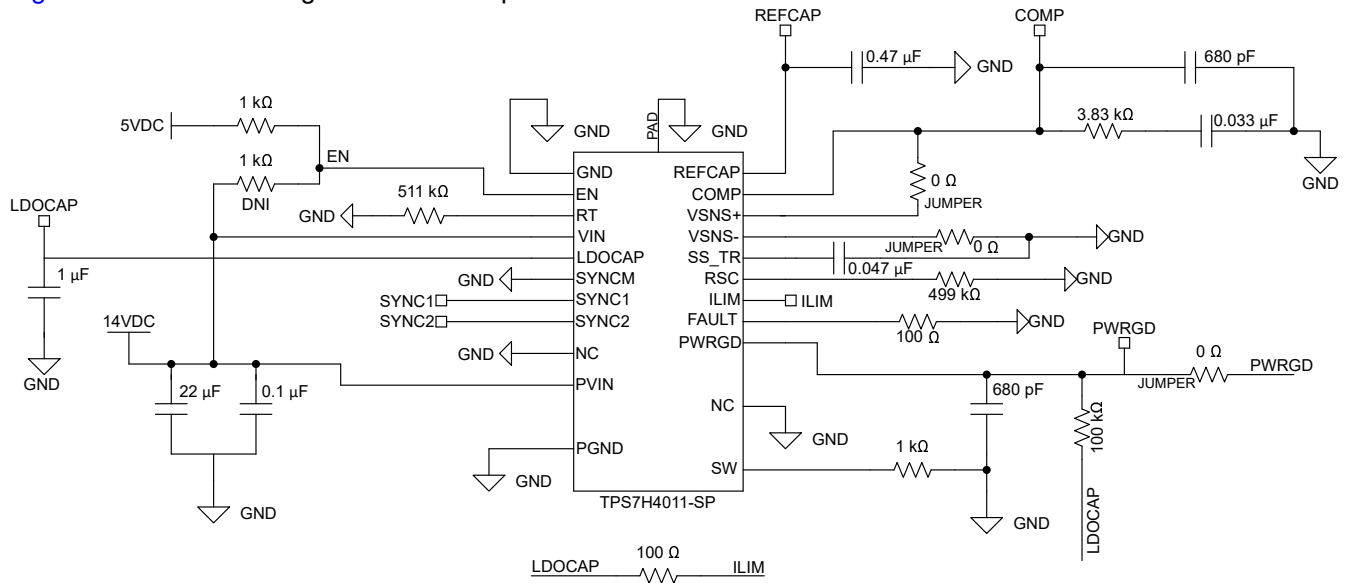 REFCAP
COMP
0.47 µF
GND
680 pF
1 kΩ
5VDC
EN
1 kΩ
DNI
GND
PAD
GND
3.83 kΩ
0.033 µF
GND
LDOCAP
1 µF
GND
GND
511 kΩ
0 Ω
JUMPER
JUMPER
0 Ω
GND
0.047 µF
499 kΩ
GND
GND
SYNC1
SYNC2
GND
GND
EN
RT
VIN
LDOCAP
SYNCM
SYNC1
SYNC2
NC
PVIN
PGND
REFCAP
COMP
VSNS+
VSNS-
SS_TR
RSC
ILIM
FAULT
PWRGD
NC
SW
TPS7H4011-SP
ILIM
100 Ω
GND
14VDC
22 µF
0.1 µF
GND
GND
PWRGD
0 Ω
JUMPER
PWRGD
680 pF
100 kΩ
GND
1 kΩ
GND
LDOCAP
LDOCAP
100 Ω
ILIM